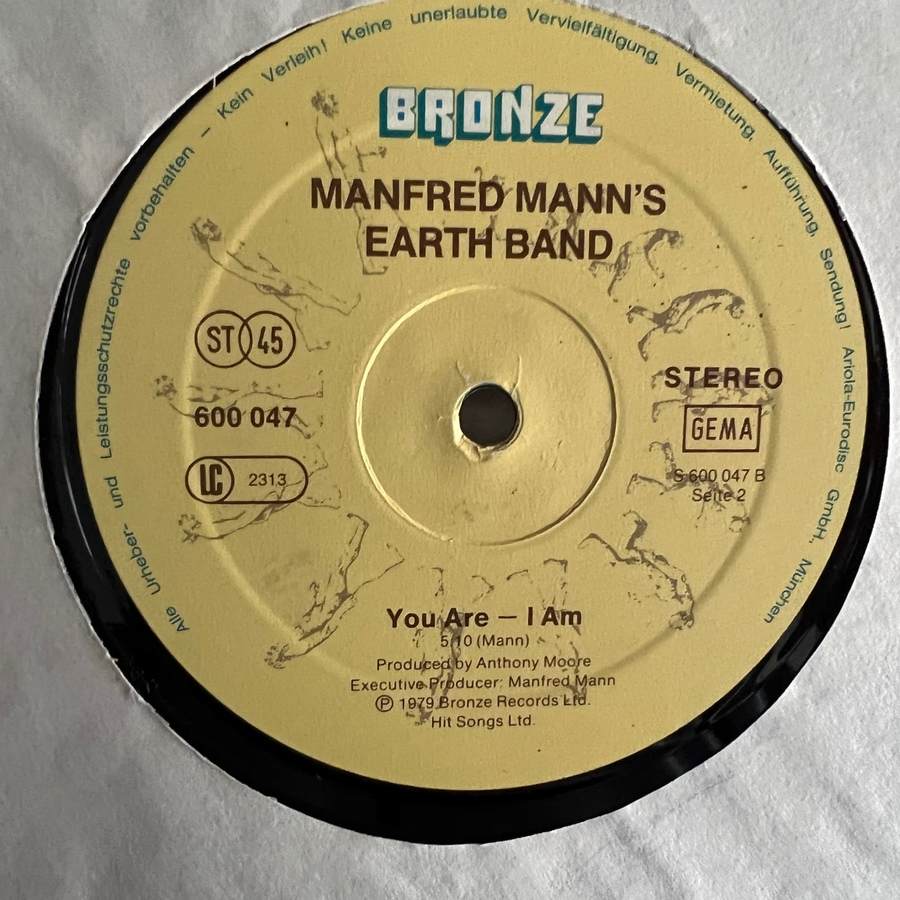 Alle Urheber- und Leistungsschutzrechte vorbehalten – Kein Verleih! Keine unerlaubte Vervielfältigung, Vermietung, Aufführung, Sendung! Ariola-Eurodisc GmbH., München
BRONZE
MANFRED MANN'S
EARTH BAND
ST 45
600 047
LC 2313
STEREO
GEMA
S 600 047 B
Seite 2
You Are – I Am
5:10 (Mann)
Produced by Anthony Moore
Executive Producer: Manfred Mann
Ⓟ 1979 Bronze Records Ltd.
Hit Songs Ltd.